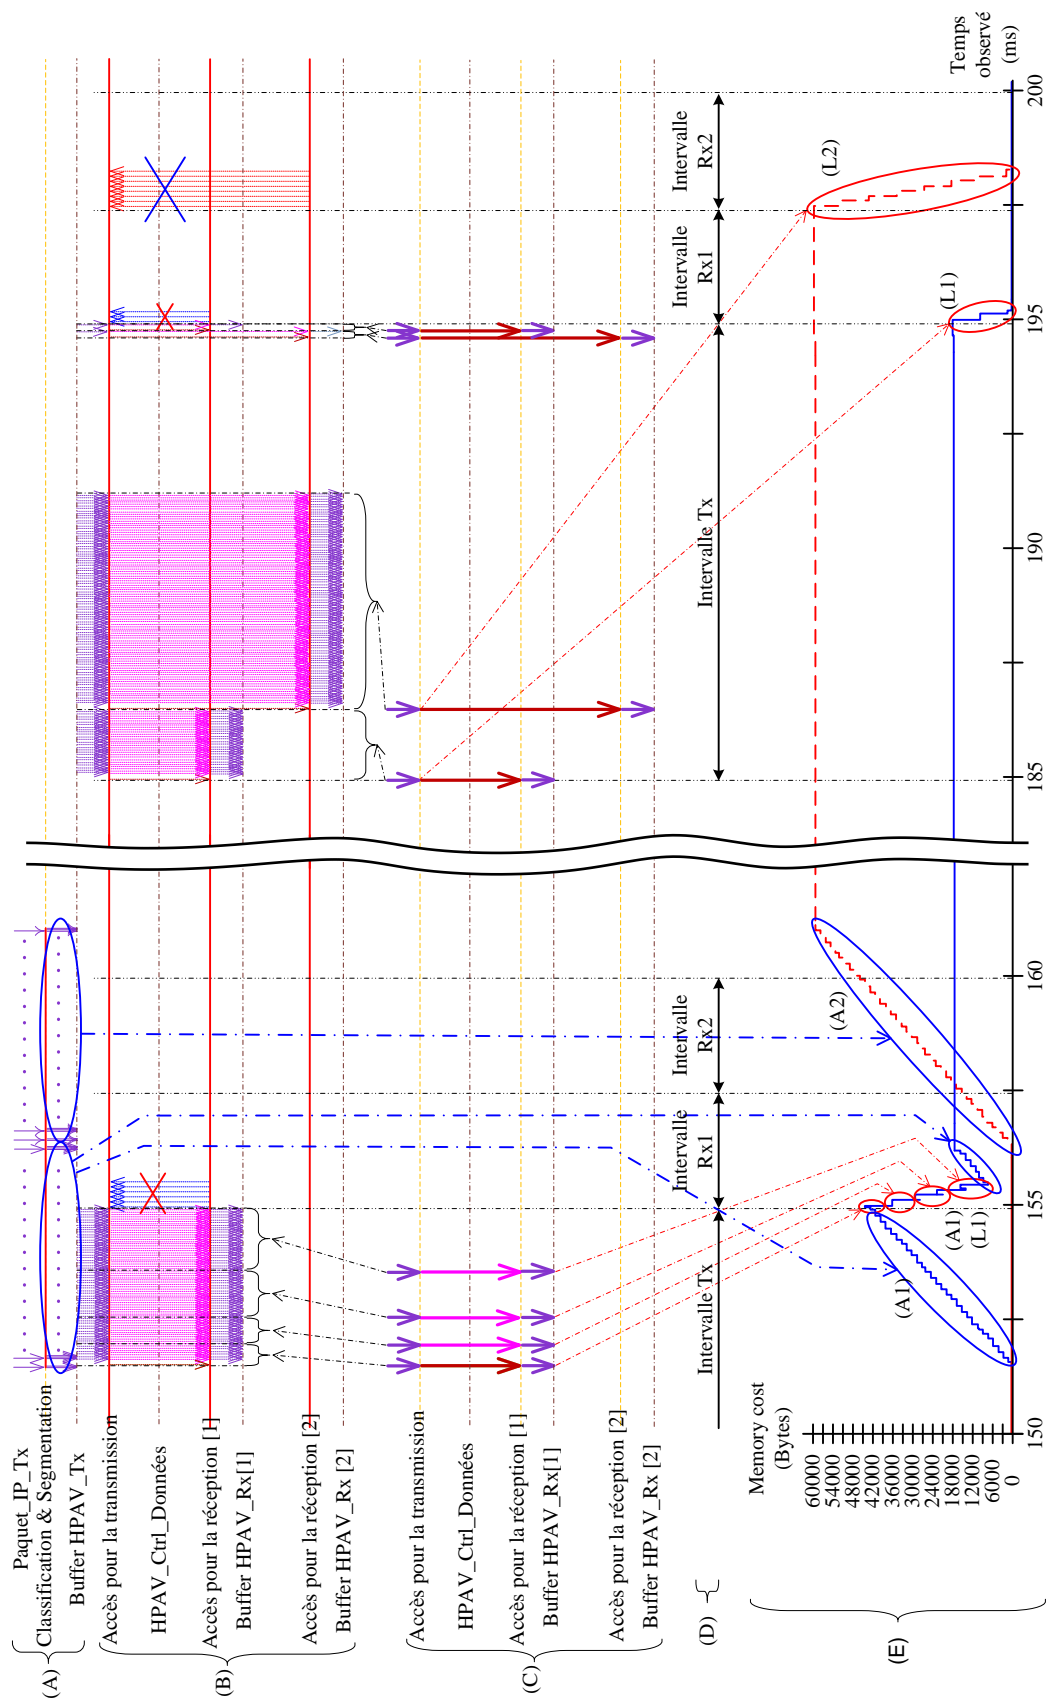 Paquet_IP_Tx
Classification & Segmentation
Buffer HPAV_Tx
(A)
Accès pour la transmission
HPAV_Ctrl_Données
Accès pour la réception [1]
Buffer HPAV_Rx [1]
Accès pour la réception [2]
Buffer HPAV_Rx [2]
(B)
Accès pour la transmission
HPAV_Ctrl_Données
Accès pour la réception [1]
Buffer HPAV_Rx[1]
Accès pour la réception [2]
Buffer HPAV_Rx [2]
(C)
(D)
Intervalle Tx
Intervalle
Rx1
Intervalle
Rx2
Intervalle Tx
Intervalle
Rx1
Intervalle
Rx2
(E)
Memory cost
(Bytes)
60000
54000
48000
42000
36000
30000
24000
18000
12000
6000
0
(A1)
(A1)
(L1)
(A2)
(L1)
(L2)
150
155
160
185
190
195
200
Temps
observé
(ms)